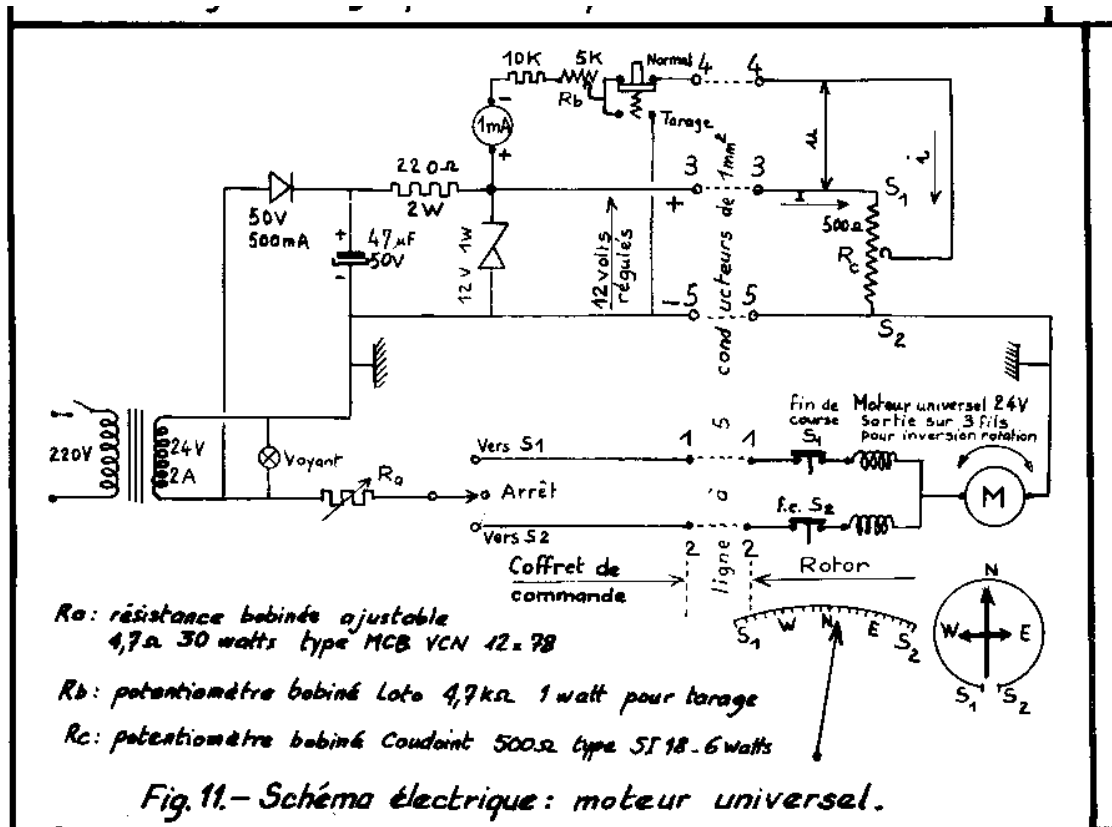 10K
5K
Normal
4
4
Rb
Tarage
-
1mA
+
220Ω
2W
3
3
+
I
S1
500Ω
Rc
u
i
50V
500mA
+
47µF
50V
-
12V 1W
12 volts
régulés
- 5
5
S2
ligne à 5 conducteurs de 1mm²
220V
24V
2A
Voyant
Ra
Vers S1
Arrêt
Vers S2
1
1
2
2
Fin de
course
S1
Moteur universel 24V
Sortie sur 3 fils
pour inversion rotation
f.c. S2
M
Coffret de
commande
Rotor
S1 W N E S2
N
W E
S1 S2
Ra: résistance bobinée ajustable
4,7Ω 30 watts type MCB VCN 12 x 78
Rb: potentiomètre bobiné Loto 4,7kΩ 1 watt pour tarage
Rc: potentiomètre bobiné Coudoint 500Ω type SI 18 - 6 watts
Fig. 11.- Schéma électrique: moteur universel.